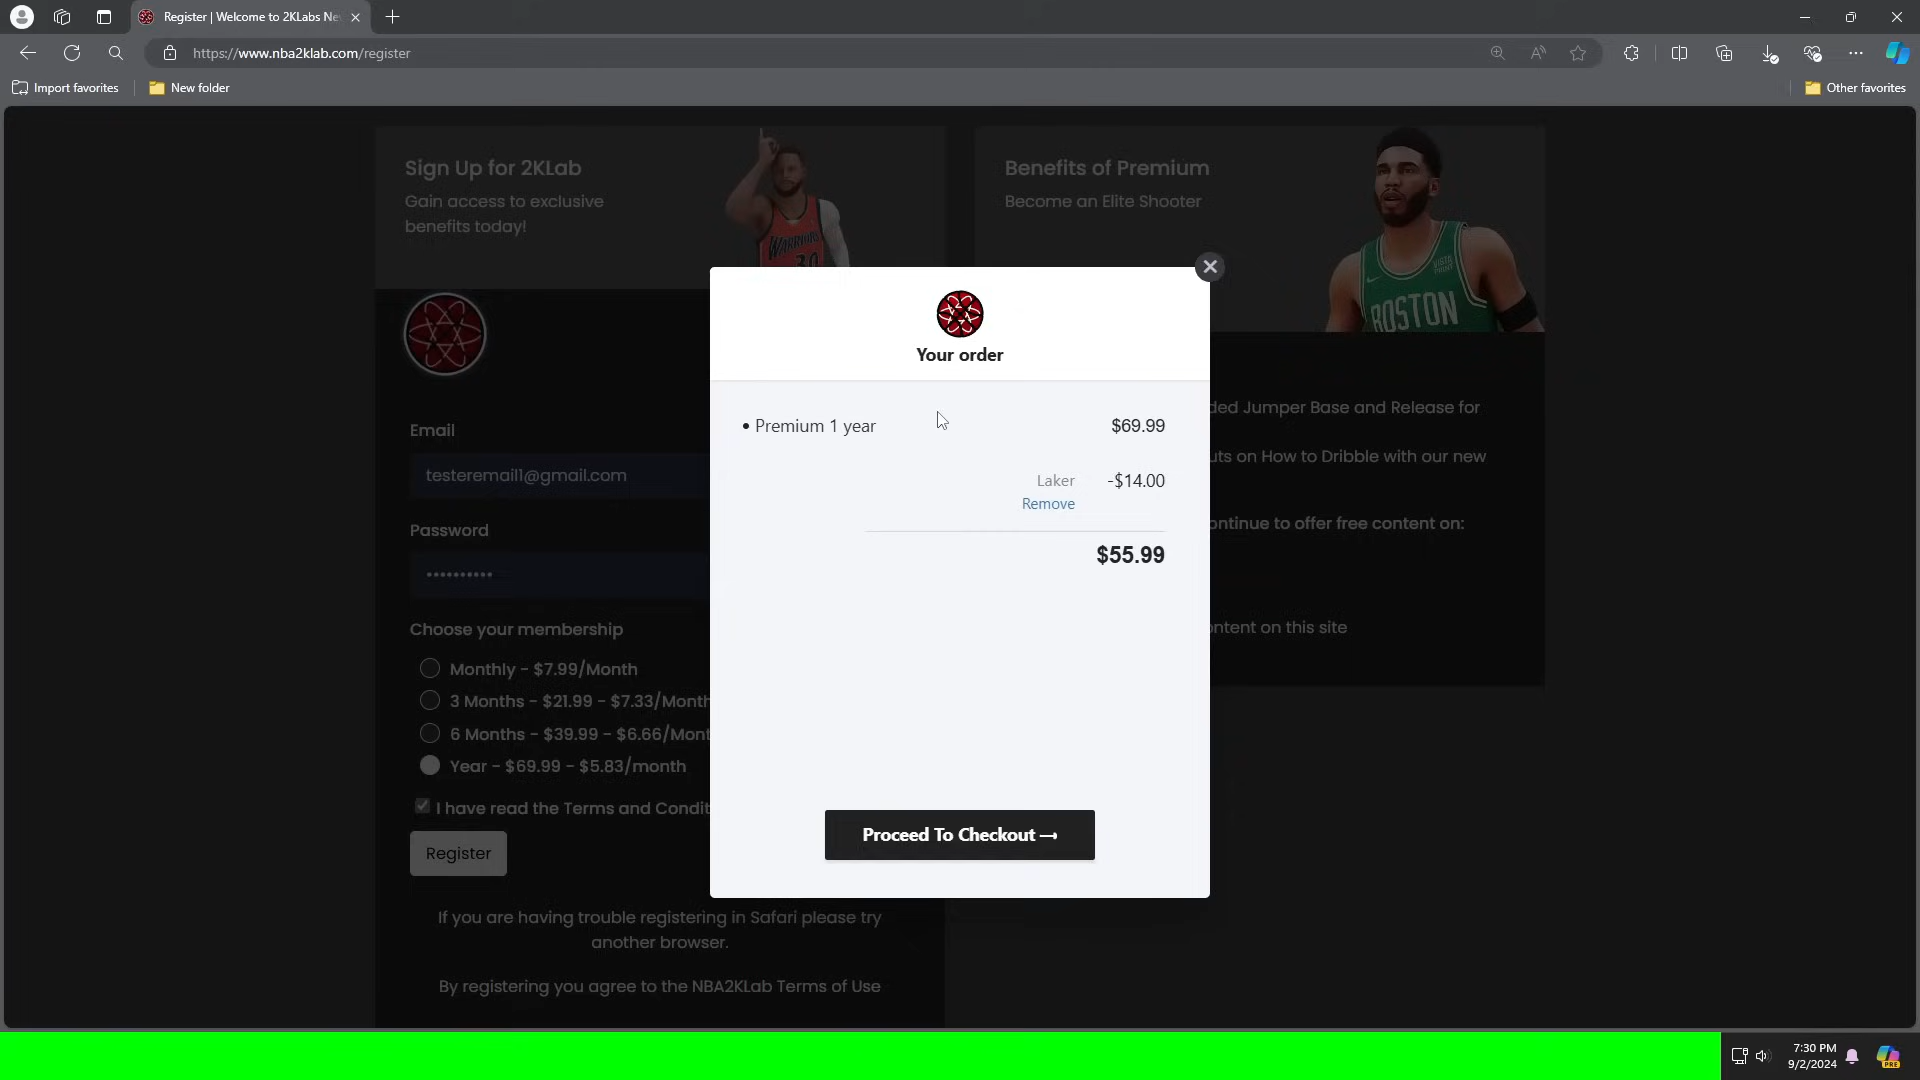 Register | Welcome to 2KLabs Ne
https://www.nba2klab.com/register
Import favorites
New folder
Other favorites
Sign Up for 2KLab
Gain access to exclusive
benefits today!
WARRIORS
30
Benefits of Premium
Become an Elite Shooter
BOSTON
Your order
• Premium 1 year $69.99
Laker -$14.00
Remove
$55.99
Proceed To Checkout →
Email
testeremail1@gmail.com
Password
••••••••••
Choose your membership
Monthly - $7.99/Month
3 Months - $21.99 - $7.33/Month
6 Months - $39.99 - $6.66/Mont
Year - $69.99 - $5.83/month
I have read the Terms and Condit
Register
If you are having trouble registering in Safari please try
another browser.
By registering you agree to the NBA2KLab Terms of Use
ded Jumper Base and Release for
uts on How to Dribble with our new
ontinue to offer free content on:
ontent on this site
7:30 PM
9/2/2024
PRE